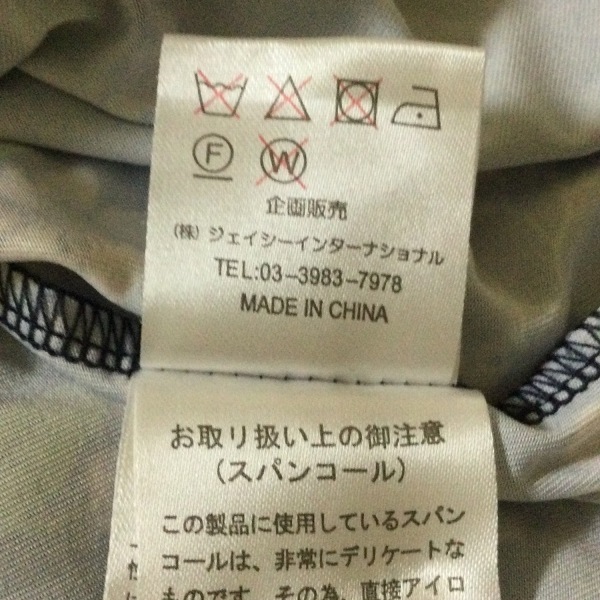 F W
企画販売
(株) ジェイシーインターナショナル
TEL:03-3983-7978
MADE IN CHINA
お取り扱い上の御注意
(スパンコール)
この製品に使用しているスパン
コールは、非常にデリケートな
ものです。その為、直接アイロ